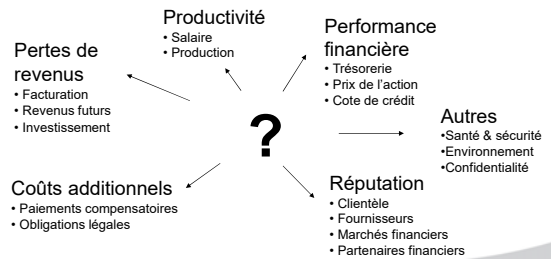 Productivité
• Salaire
• Production
Performance
financière
• Trésorerie
• Prix de l'action
• Cote de crédit
Pertes de
revenus
• Facturation
• Revenus futurs
• Investissement
?
Autres
•Santé & sécurité
•Environnement
•Confidentialité
Coûts additionnels
• Paiements compensatoires
• Obligations légales
Réputation
• Clientèle
• Fournisseurs
• Marchés financiers
• Partenaires financiers